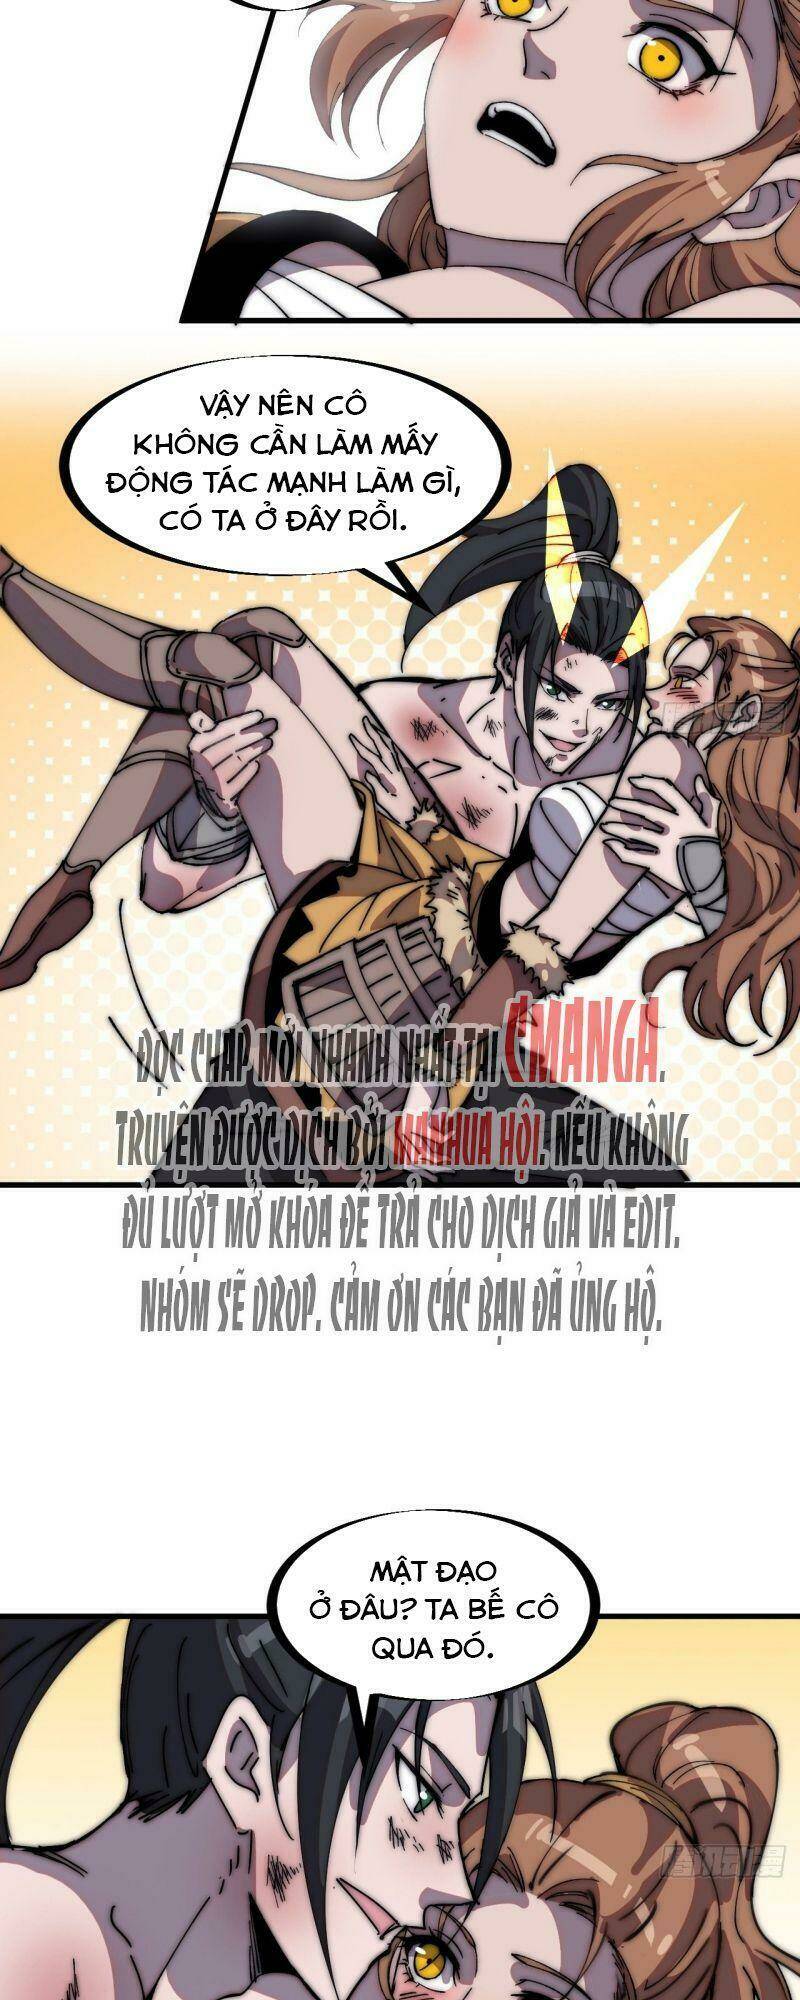 VẬY NÊN CÔ
KHÔNG CẦN LÀM MẤY
ĐỘNG TÁC MẠNH LÀM GÌ,
CÓ TA Ở ĐÂY RỒI.
ĐỌC CHAP MỚI NHANH NHẤT TẠI CMANGA.
TRUYỆN ĐƯỢC DỊCH BỞI MANHUA HỘI. NẾU KHÔNG
ĐỦ LƯỢT MỞ KHÓA ĐỂ TRẢ CHO DỊCH GIẢ VÀ EDIT.
NHÓM SẼ DROP. CẢM ƠN CÁC BẠN ĐÃ ỦNG HỘ.
MẬT ĐẠO
Ở ĐÂU? TA BẾ CÔ
QUA ĐÓ.